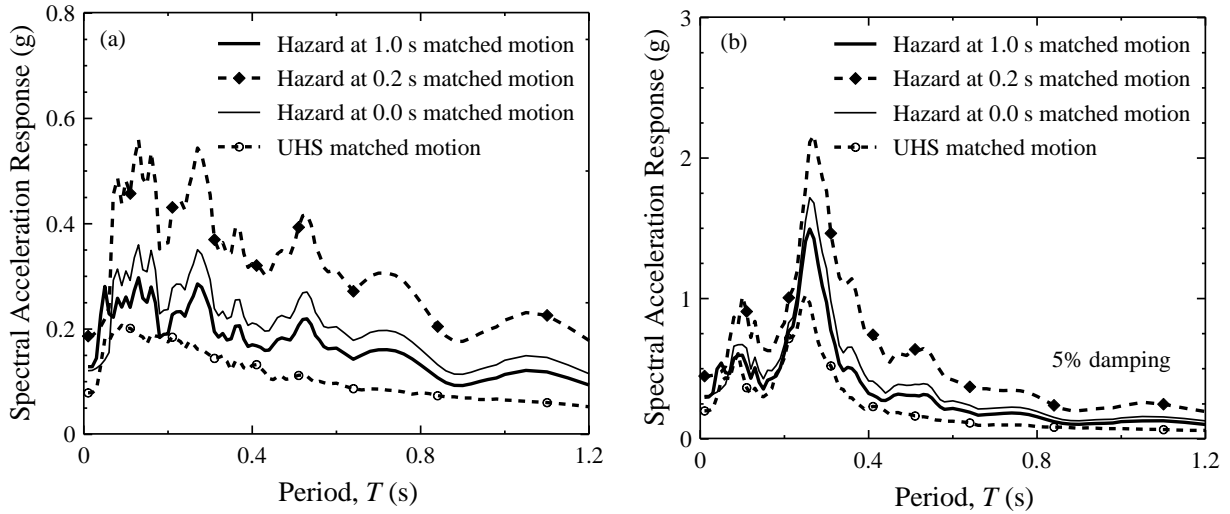 (a)
Hazard at 1.0 s matched motion
Hazard at 0.2 s matched motion
Hazard at 0.0 s matched motion
UHS matched motion
0.8
0.6
0.4
0.2
0
0 0.4 0.8 1.2
Spectral Acceleration Response (g)
Period, T (s)
(b)
Hazard at 1.0 s matched motion
Hazard at 0.2 s matched motion
Hazard at 0.0 s matched motion
UHS matched motion
5% damping
3
2.25
1.5
0.75
0
0 0.4 0.8 1.2
Spectral Acceleration Response (g)
Period, T (s)